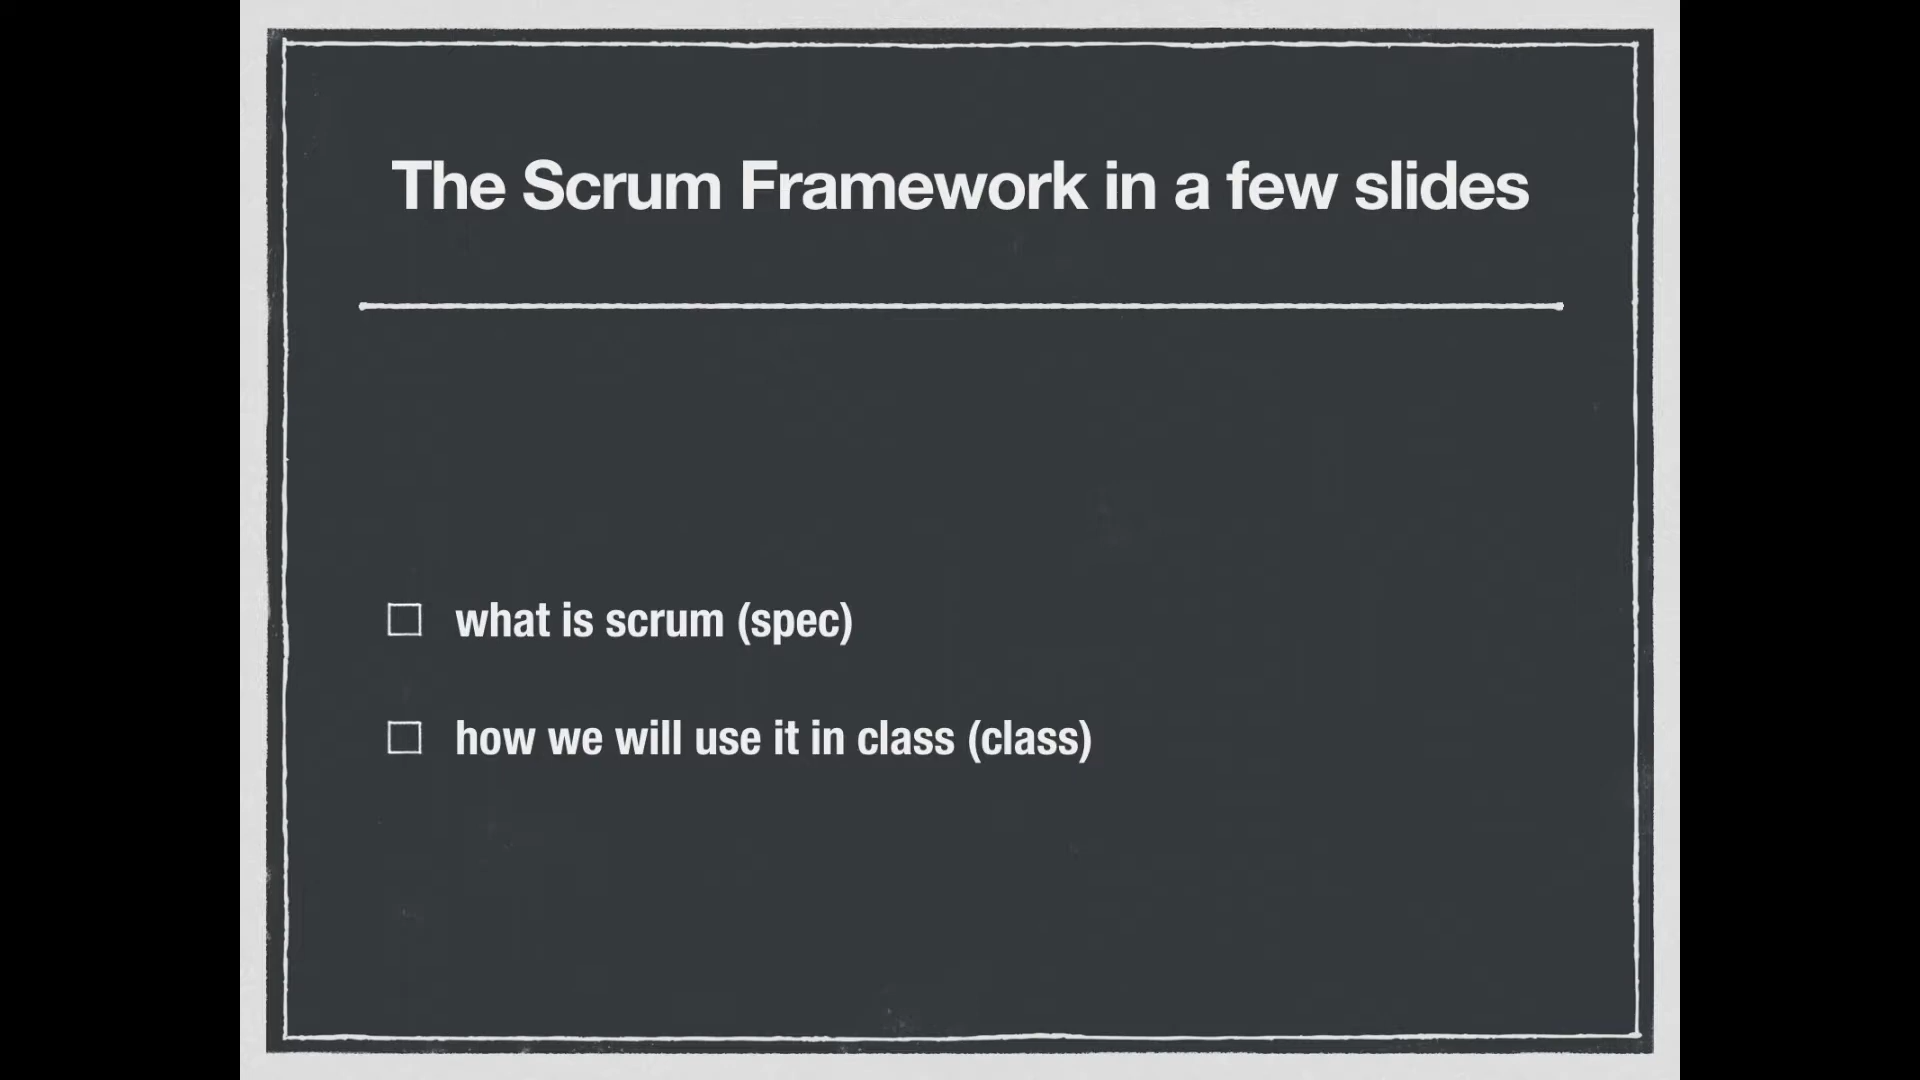 The Scrum Framework in a few slides
what is scrum (spec)
how we will use it in class (class)